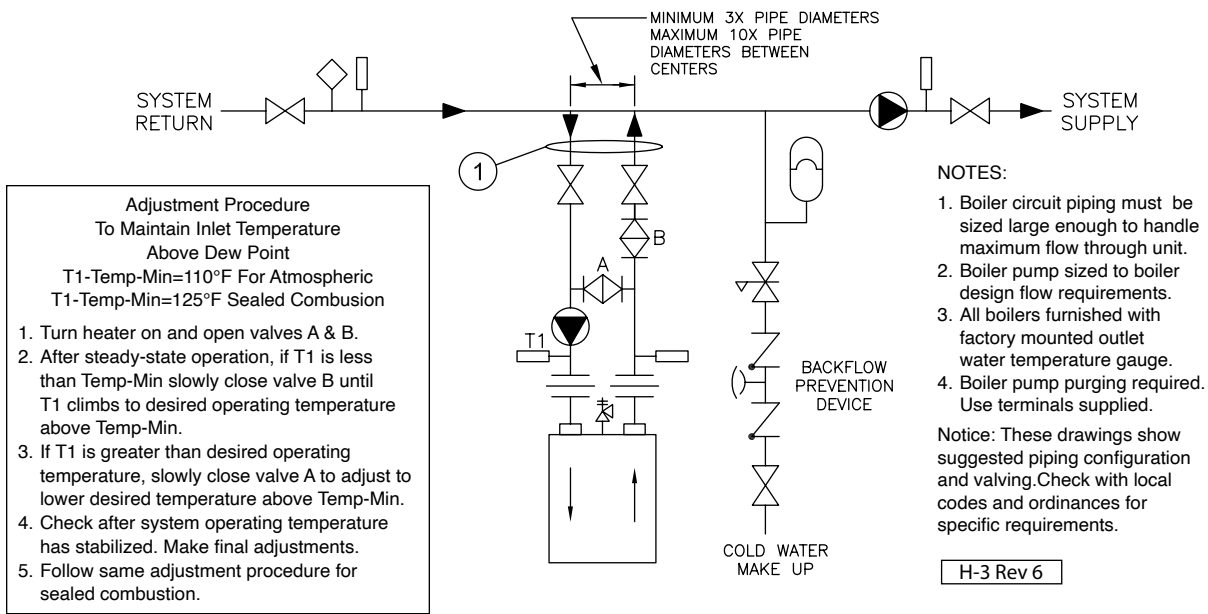 MINIMUM 3X PIPE DIAMETERS
MAXIMUM 10X PIPE
DIAMETERS BETWEEN
CENTERS
SYSTEM
RETURN
SYSTEM
SUPPLY
1
Adjustment Procedure
To Maintain Inlet Temperature
Above Dew Point
T1-Temp-Min=110°F For Atmospheric
T1-Temp-Min=125°F Sealed Combusion
1. Turn heater on and open valves A & B.
2. After steady-state operation, if T1 is less
than Temp-Min slowly close valve B until
T1 climbs to desired operating temperature
above Temp-Min.
3. If T1 is greater than desired operating
temperature, slowly close valve A to adjust to
lower desired temperature above Temp-Min.
4. Check after system operating temperature
has stabilized. Make final adjustments.
5. Follow same adjustment procedure for
sealed combustion.
B
A
T1
BACKFLOW
PREVENTION
DEVICE
COLD WATER
MAKE UP
NOTES:
1. Boiler circuit piping must be
sized large enough to handle
maximum flow through unit.
2. Boiler pump sized to boiler
design flow requirements.
3. All boilers furnished with
factory mounted outlet
water temperature gauge.
4. Boiler pump purging required.
Use terminals supplied.
Notice: These drawings show
suggested piping configuration
and valving.Check with local
codes and ordinances for
specific requirements.
H-3 Rev 6